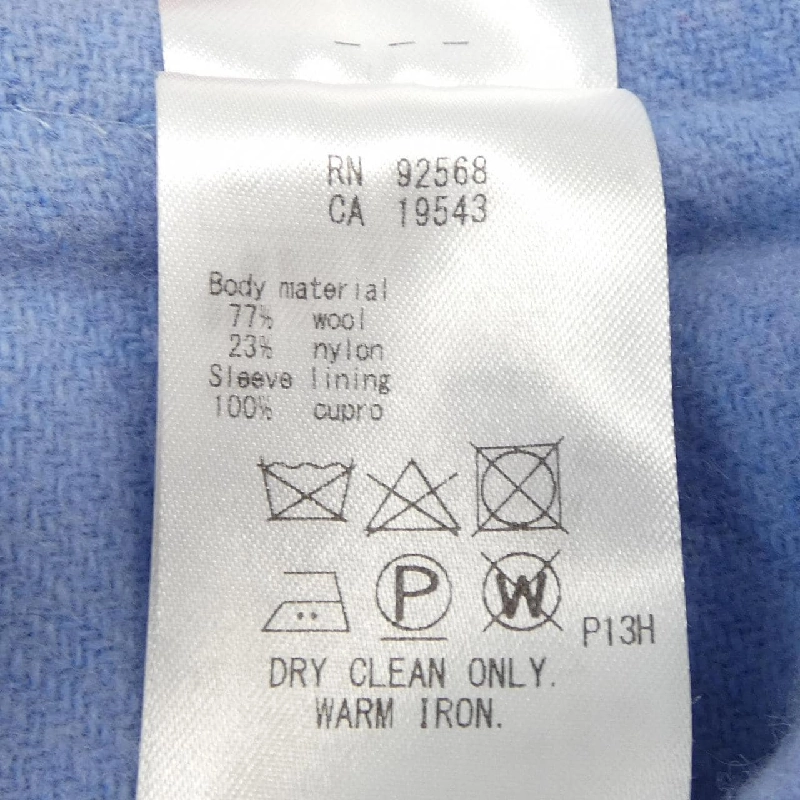 RN 92568
CA 19543
Body material
77% wool
23% nylon
Sleeve lining
100% cupro
P W P13H
DRY CLEAN ONLY.
WARM IRON.